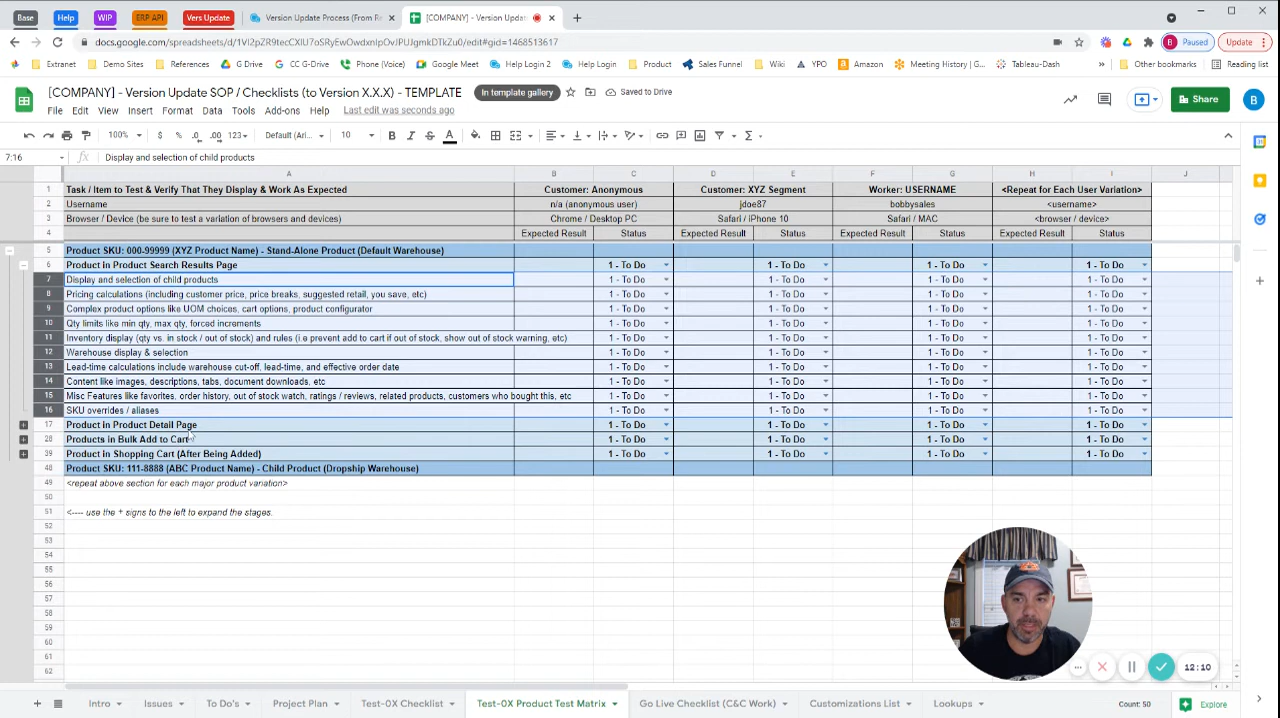 Base Help WIP ERP API Vers Update Version Update Process (From R [COMPANY] - Version Upda
docs.google.com/spreadsheets/d/1Vl2pZR9tecCXIU7oSRyEwOwdxnlpOvIPUJgmkDTkZu0/edit#gid=1468513617 B Paused Update
Extranet Demo Sites References G Drive CC G-Drive Phone (Voice) Google Meet Help Login 2 Help Login Product Sales Funnel Wiki YPO Amazon Meeting History | G... Tableau-Dash » Other bookmarks Reading list
[COMPANY] - Version Update SOP / Checklists (to Version X.X.X) - TEMPLATE In template gallery Saved to Drive
File Edit View Insert Format Data Tools Add-ons Help Last edit was seconds ago Share B
100% $ % .0 .00 123 Default (Ari... 10 B I S A Σ
7:16 fx Display and selection of child products
A B C D E F G H I J
1 Task / Item to Test & Verify That They Display & Work As Expected Customer: Anonymous Customer: XYZ Segment Worker: USERNAME <Repeat for Each User Variation>
2 Username n/a (anonymous user) jdoe87 bobbysales <username>
3 Browser / Device (be sure to test a variation of browsers and devices) Chrome / Desktop PC Safari / iPhone 10 Safari / MAC <browser / device>
4 Expected Result Status Expected Result Status Expected Result Status Expected Result Status
5 Product SKU: 000-99999 (XYZ Product Name) - Stand-Alone Product (Default Warehouse)
6 Product in Product Search Results Page 1 - To Do 1 - To Do 1 - To Do 1 - To Do
7 Display and selection of child products 1 - To Do 1 - To Do 1 - To Do 1 - To Do
8 Pricing calculations (including customer price, price breaks, suggested retail, you save, etc) 1 - To Do 1 - To Do 1 - To Do 1 - To Do
9 Complex product options like UOM choices, cart options, product configurator 1 - To Do 1 - To Do 1 - To Do 1 - To Do
10 Qty limits like min qty, max qty, forced increments 1 - To Do 1 - To Do 1 - To Do 1 - To Do
11 Inventory display (qty vs. in stock / out of stock) and rules (i.e prevent add to cart if out of stock, show out of stock warning, etc) 1 - To Do 1 - To Do 1 - To Do 1 - To Do
12 Warehouse display & selection 1 - To Do 1 - To Do 1 - To Do 1 - To Do
13 Lead-time calculations include warehouse cut-off, lead-time, and effective order date 1 - To Do 1 - To Do 1 - To Do 1 - To Do
14 Content like images, descriptions, tabs, document downloads, etc 1 - To Do 1 - To Do 1 - To Do 1 - To Do
15 Misc Features like favorites, order history, out of stock watch, ratings / reviews, related products, customers who bought this, etc 1 - To Do 1 - To Do 1 - To Do 1 - To Do
16 SKU overrides / aliases 1 - To Do 1 - To Do 1 - To Do 1 - To Do
17 Product in Product Detail Page 1 - To Do 1 - To Do 1 - To Do 1 - To Do
28 Products in Bulk Add to Cart 1 - To Do 1 - To Do 1 - To Do 1 - To Do
39 Product in Shopping Cart (After Being Added) 1 - To Do 1 - To Do 1 - To Do 1 - To Do
48 Product SKU: 111-8888 (ABC Product Name) - Child Product (Dropship Warehouse)
49 <repeat above section for each major product variation>
50
51 <---- use the + signs to the left to expand the stages.
52
53
54
55
56
57
58
59
60
61
62
12:10
Intro Issues To Do's Project Plan Test-0X Checklist Test-0X Product Test Matrix Go Live Checklist (C&C Work) Customizations List Lookups Count: 50 Explore